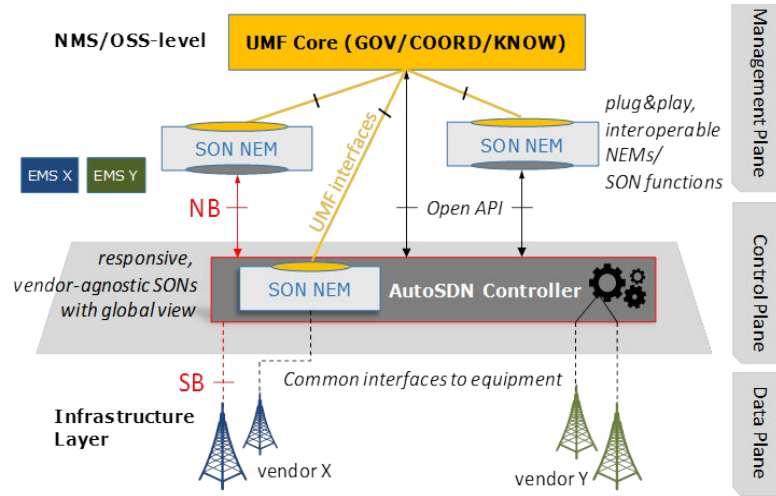 NMS/OSS-level
UMF Core (GOV/COORD/KNOW)
Management Plane
SON NEM
SON NEM
plug&play,
interoperable
NEMs/
SON functions
EMS X
EMS Y
UMF interfaces
NB
Open API
Control Plane
responsive,
vendor-agnostic SONs
with global view
SON NEM
AutoSDN Controller
SB
Common interfaces to equipment
Data Plane
Infrastructure
Layer
vendor X
vendor Y